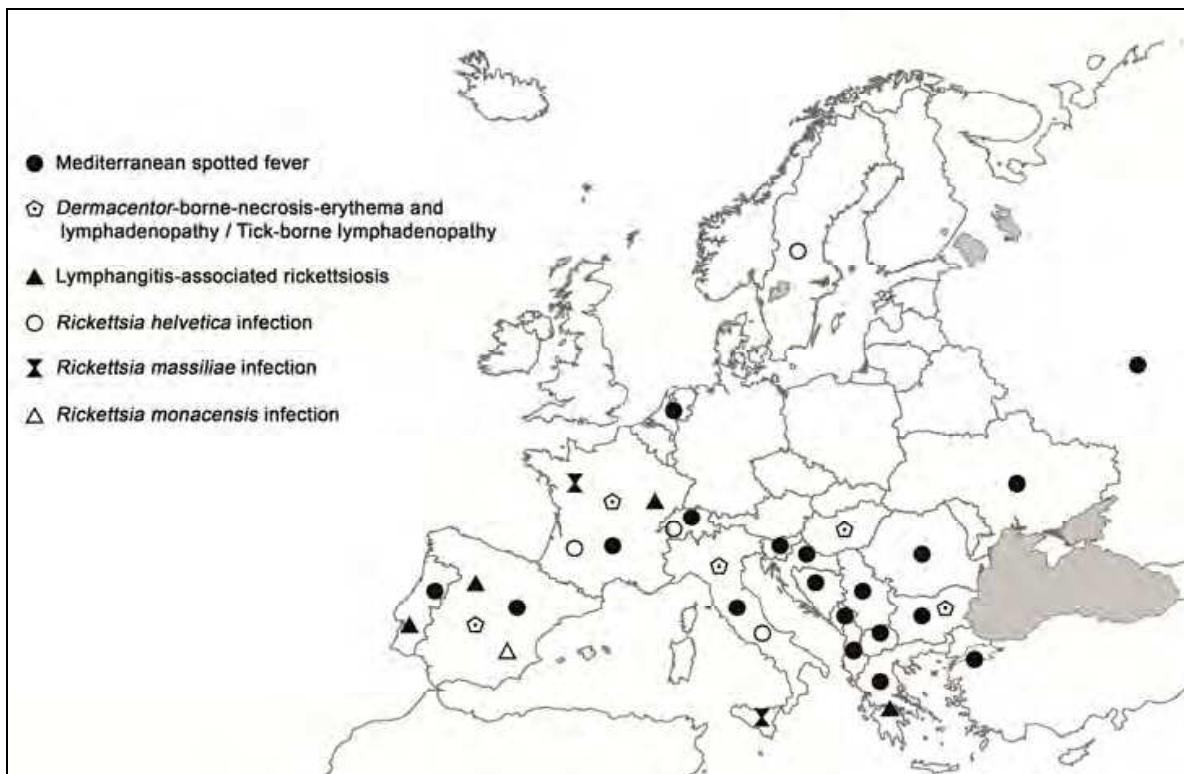 Mediterranean spotted fever
Dermacentor-borne-necrosis-erythema and
lymphadenopathy / Tick-borne lymphadenopathy
Lymphangitis-associated rickettsiosis
Rickettsia helvetica infection
Rickettsia massiliae infection
Rickettsia monacensis infection